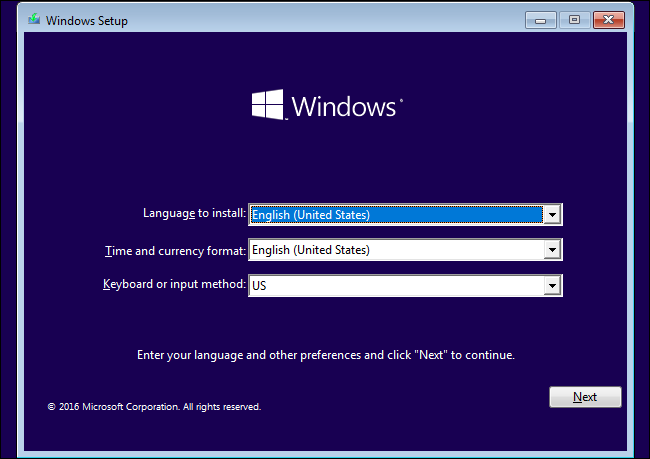 Windows Setup
Windows
Language to install: English (United States)
Time and currency format: English (United States)
Keyboard or input method: US
Enter your language and other preferences and click "Next" to continue.
Next
© 2016 Microsoft Corporation. All rights reserved.